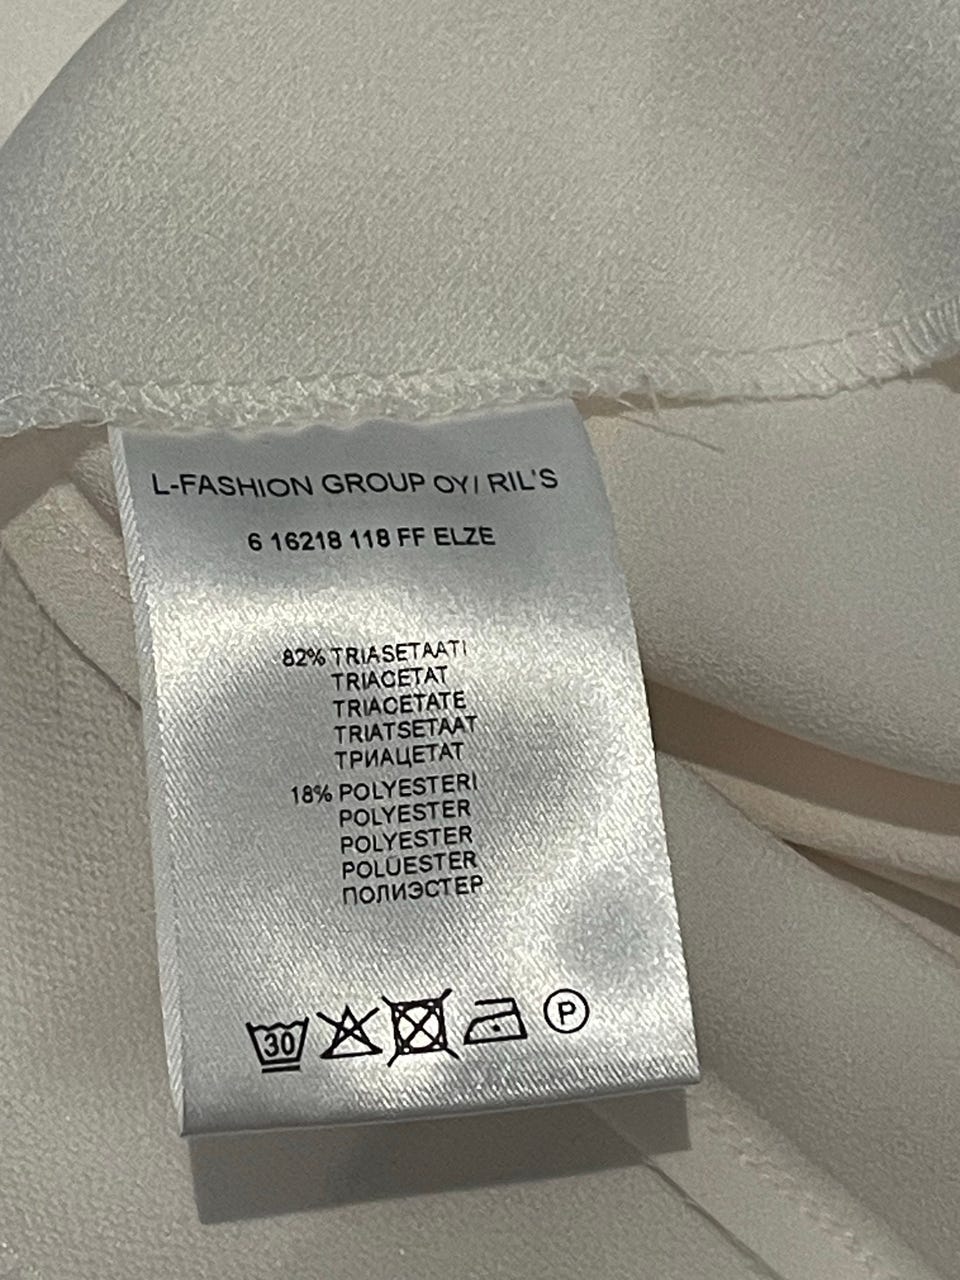 L-FASHION GROUP OY/ RIL'S
6 16218 118 FF ELZE
82% TRIASETAATI
TRIACETAT
TRIACETATE
TRIATSETAAT
ТРИАЦЕТАТ
18% POLYESTERI
POLYESTER
POLYESTER
POLÜESTER
ПОЛИЭСТЕР
30 P